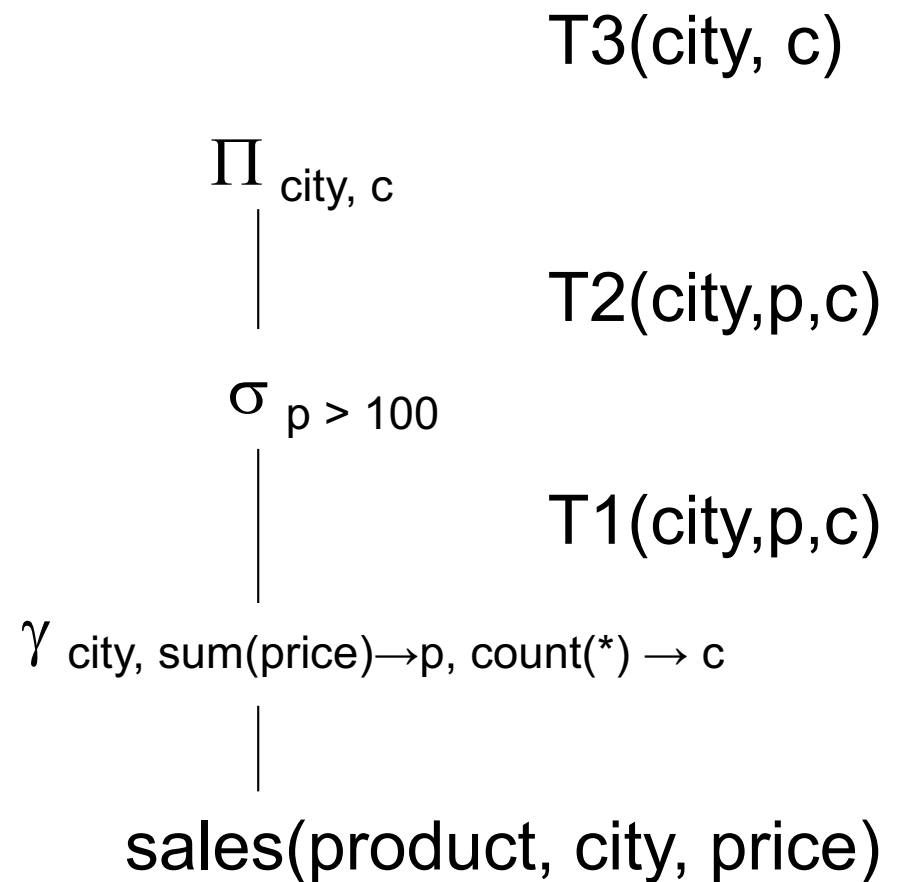 T3(city, c)
Π city, c
T2(city,p,c)
σ p > 100
T1(city,p,c)
γ city, sum(price)→p, count(*) → c
sales(product, city, price)